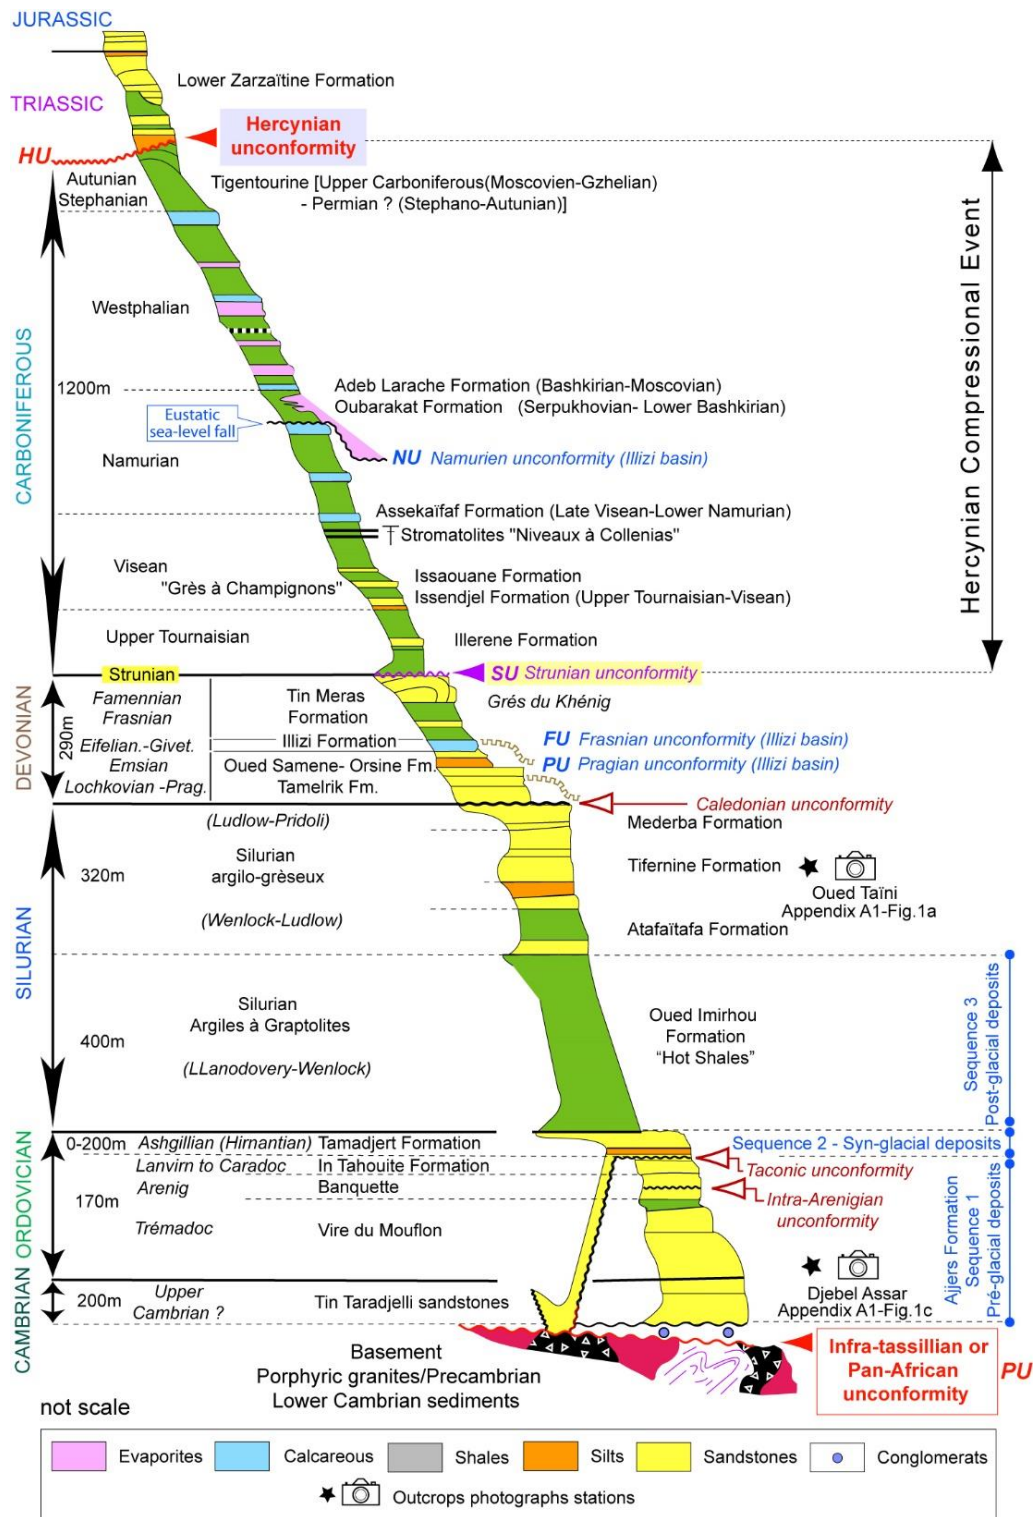 JURASSIC
Lower Zarzaïtine Formation
TRIASSIC
Hercynian
unconformity
HU
Autunian
Stephanian
Tigentourine [Upper Carboniferous(Moscovien-Gzhelian)
- Permian ? (Stephano-Autunian)]
Hercynian Compressional Event
CARBONIFEROUS
Westphalian
1200m
Adeb Larache Formation (Bashkirian-Moscovian)
Oubarakat Formation (Serpukhovian- Lower Bashkirian)
Eustatic
sea-level fall
Namurian
NU Namurien unconformity (Illizi basin)
Assekaïfaf Formation (Late Visean-Lower Namurian)
Stromatolites "Niveaux à Collenias"
Visean
"Grès à Champignons"
Issaouane Formation
Issendjel Formation (Upper Tournaisian-Visean)
Upper Tournaisian
Illerene Formation
Strunian
SU Strunian unconformity
DEVONIAN
290m
Famennian
Frasnian
Tin Meras
Formation
Grés du Khénig
Eifelian.-Givet.
Illizi Formation
FU Frasnian unconformity (Illizi basin)
Emsian
Oued Samene- Orsine Fm.
PU Pragian unconformity (Illizi basin)
Lochkovian -Prag.
Tamelrik Fm.
Caledonian unconformity
(Ludlow-Pridoli)
Mederba Formation
SILURIAN
320m
Silurian
argilo-grèseux
Tifernine Formation
Oued Taïni
Appendix A1-Fig.1a
(Wenlock-Ludlow)
Atafaïtafa Formation
400m
Silurian
Argiles à Graptolites
(LLanodovery-Wenlock)
Oued Imirhou
Formation
“Hot Shales”
Sequence 3
Post-glacial deposits
ORDOVICIAN
0-200m
Ashgillian (Hirnantian)
Tamadjert Formation
Sequence 2 - Syn-glacial deposits
Lanvirn to Caradoc
In Tahouite Formation
Taconic unconformity
Arenig
Banquette
170m
Intra-Arenigian
unconformity
Trémadoc
Vire du Mouflon
Ajjers Formation
Sequence 1
Pré-glacial deposits
CAMBRIAN
200m
Upper
Cambrian ?
Tin Taradjelli sandstones
Djebel Assar
Appendix A1-Fig.1c
Basement
Porphyric granites/Precambrian
Lower Cambrian sediments
Infra-tassillian or
Pan-African
unconformity
PU
not scale
Evaporites
Calcareous
Shales
Silts
Sandstones
Conglomerats
Outcrops photographs stations